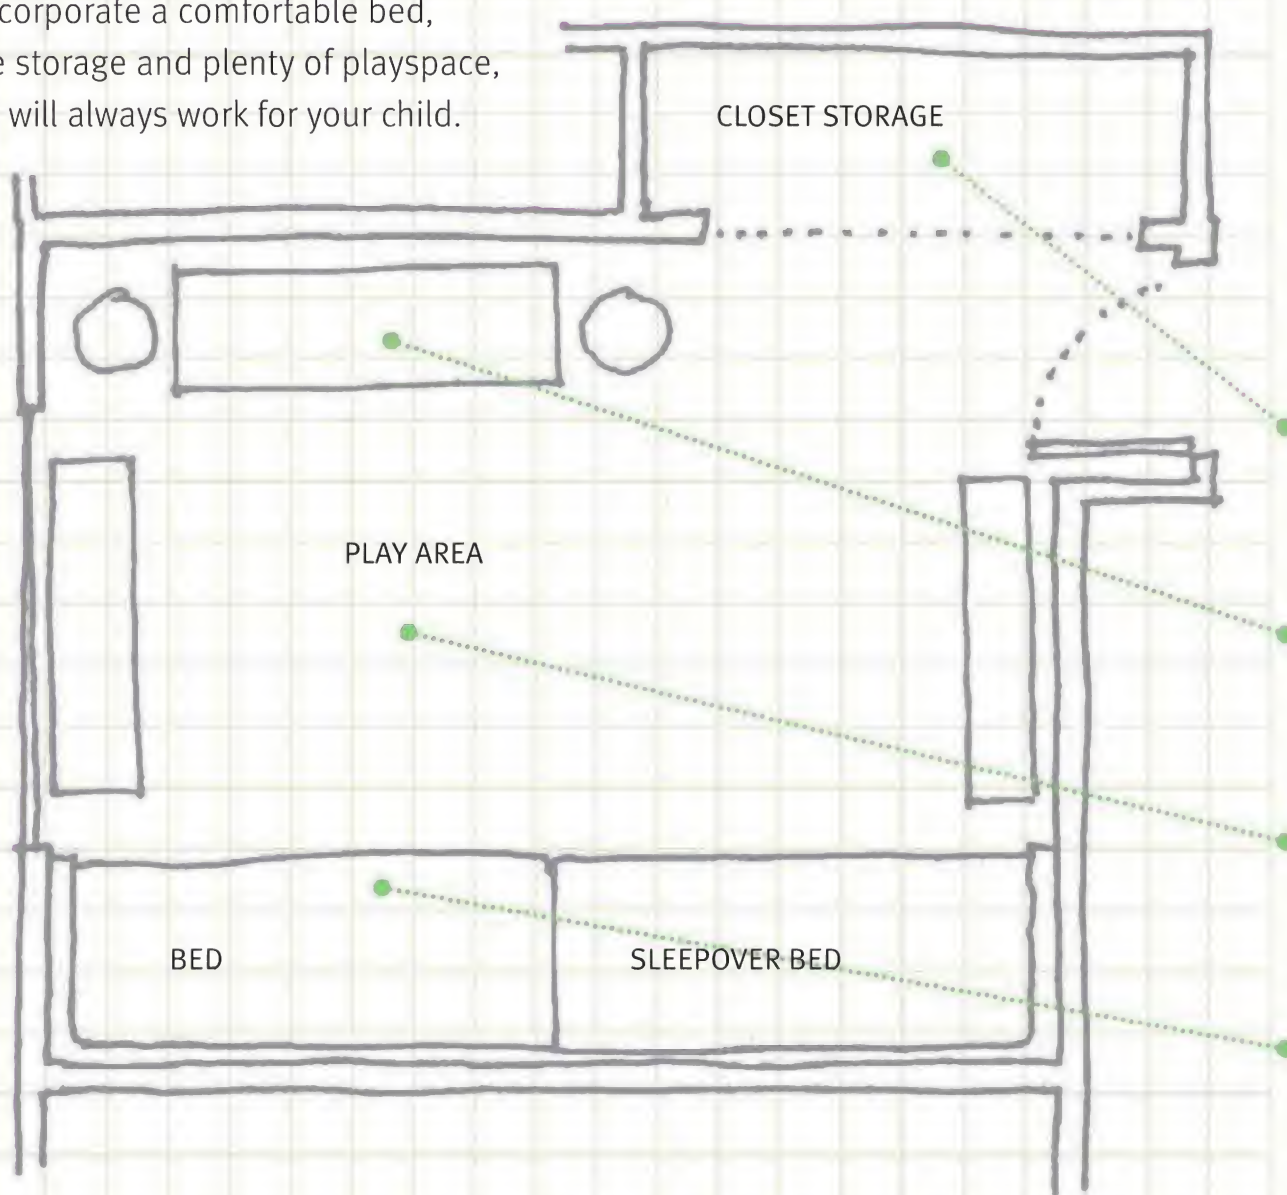 corporate a comfortable bed,
storage and plenty of playspace,
will always work for your child.
CLOSET STORAGE
PLAY AREA
BED
SLEEPOVER BED